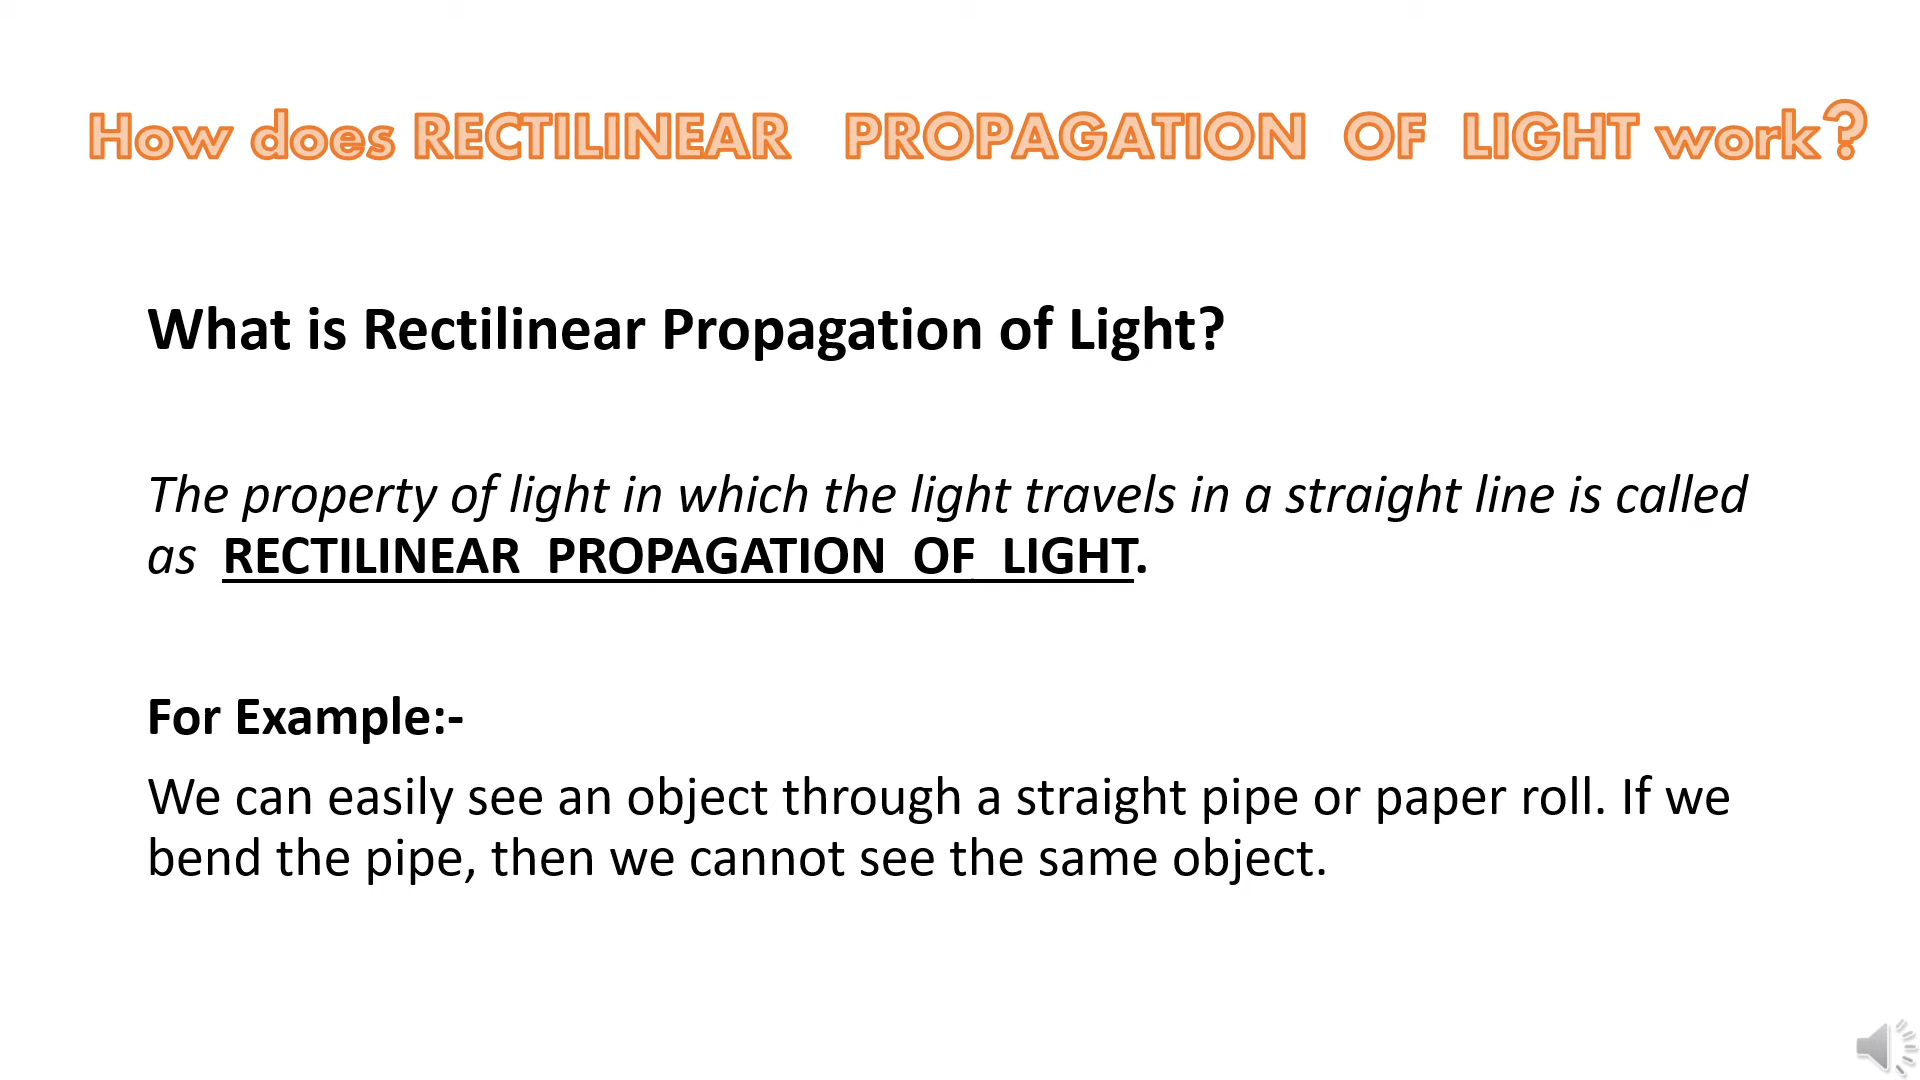 How does RECTILINEAR PROPAGATION OF LIGHT work?
What is Rectilinear Propagation of Light?
The property of light in which the light travels in a straight line is called
as RECTILINEAR PROPAGATION OF LIGHT.
For Example:-
We can easily see an object through a straight pipe or paper roll. If we
bend the pipe, then we cannot see the same object.